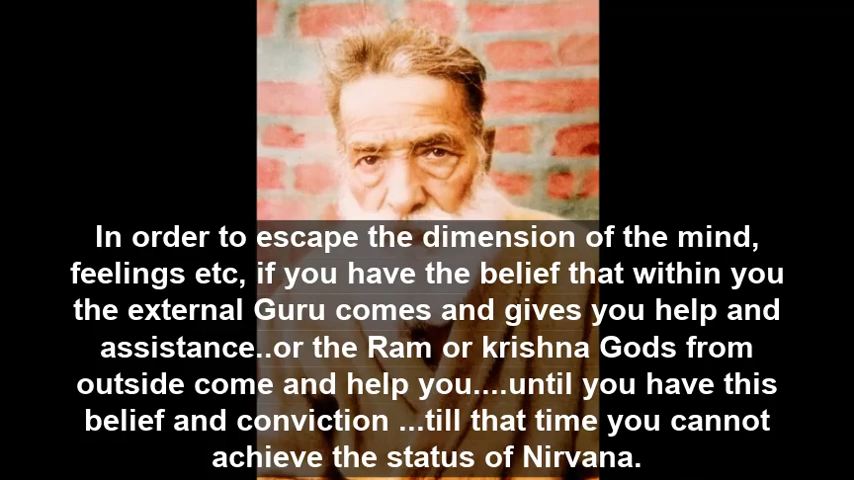 In order to escape the dimension of the mind,
feelings etc, if you have the belief that within you
the external Guru comes and gives you help and
assistance..or the Ram or krishna Gods from
outside come and help you....until you have this
belief and conviction ...till that time you cannot
achieve the status of Nirvana.